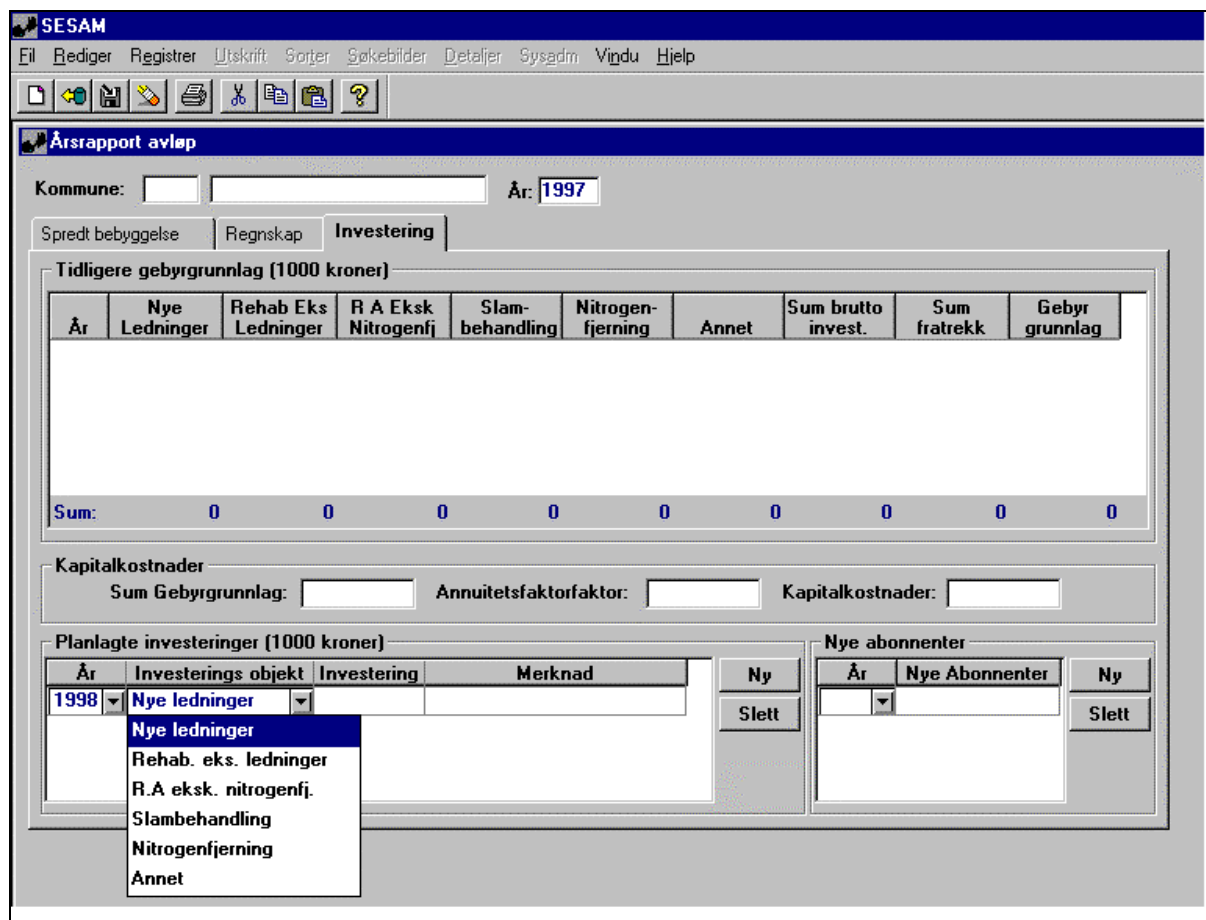 SESAM
Fil Rediger Registrer Utskrift Sorter Søkebilder Detaljer Sysadm Vindu Hjelp
Årsrapport avløp
Kommune: År: 1997
Spredt bebyggelse Regnskap Investering
Tidligere gebyrgrunnlag (1000 kroner)
Nye Rehab Eks R A Eksk Slam- Nitrogen- Sum brutto Sum Gebyr
År Ledninger Ledninger Nitrogenfj behandling fjerning Annet invest. fratrekk grunnlag
Sum: 0 0 0 0 0 0 0 0 0
Kapitalkostnader
Sum Gebyrgrunnlag: Annuitetsfaktorfaktor: Kapitalkostnader:
Planlagte investeringer (1000 kroner) Nye abonnenter
År Investerings objekt Investering Merknad Ny År Nye Abonnenter Ny
1998 Nye ledninger Slett Slett
Nye ledninger
Rehab. eks. ledninger
R.A eksk. nitrogenfj.
Slambehandling
Nitrogenfjerning
Annet